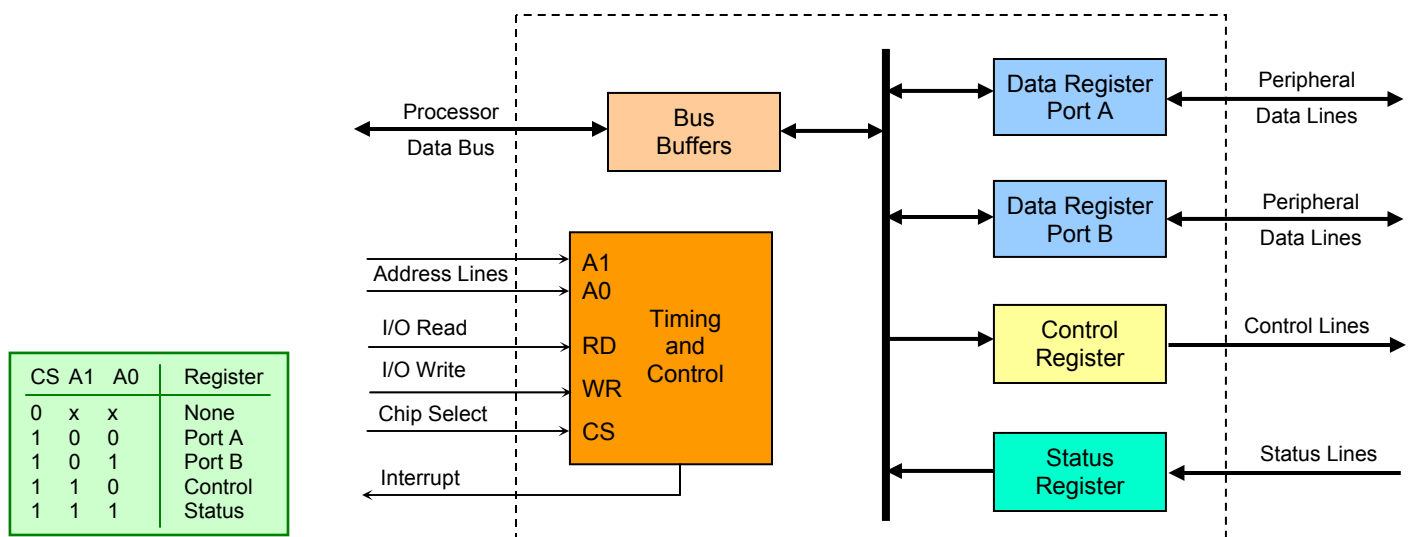 Processor
Data Bus
Bus
Buffers
Data Register
Port A
Peripheral
Data Lines
Data Register
Port B
Peripheral
Data Lines
Address Lines
A1
A0
I/O Read
RD
I/O Write
WR
Chip Select
CS
Timing
and
Control
Interrupt
Control
Register
Control Lines
Status
Register
Status Lines
CS A1 A0 Register
0 x x None
1 0 0 Port A
1 0 1 Port B
1 1 0 Control
1 1 1 Status